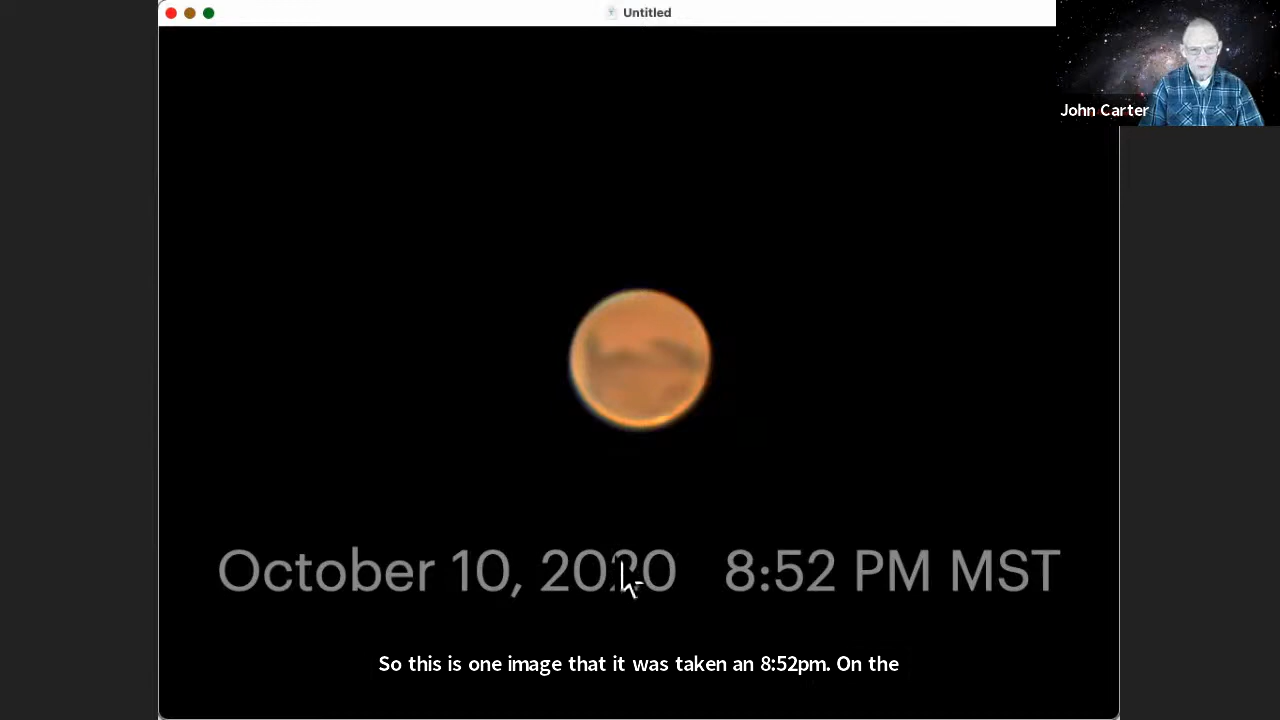 Untitled
John Carter
October 10, 2020 8:52 PM MST
So this is one image that it was taken an 8:52pm. On the